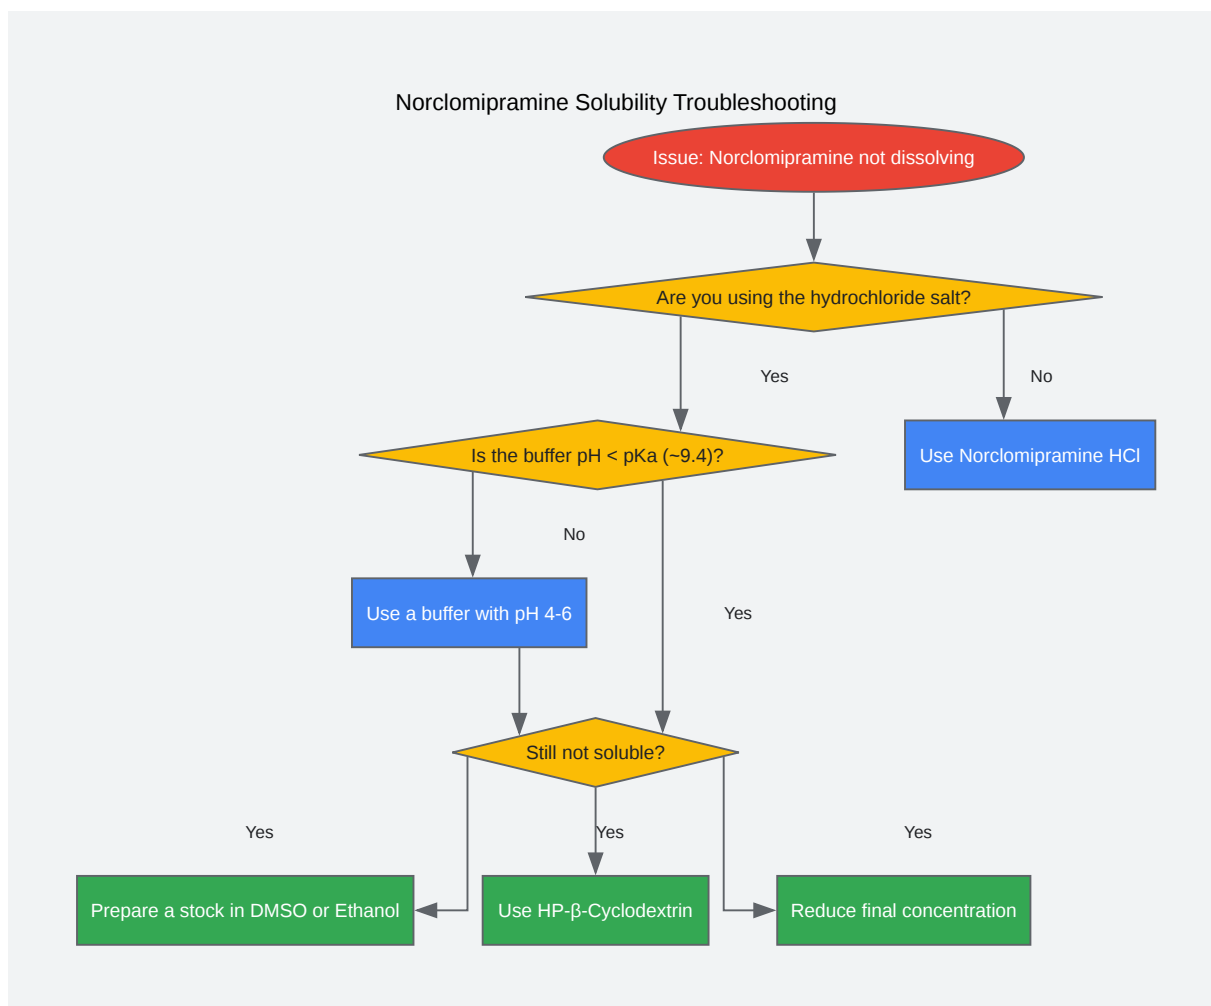 Norclomipramine Solubility Troubleshooting
Issue: Norclomipramine not dissolving
Are you using the hydrochloride salt?
Yes
No
Is the buffer pH < pKa (~9.4)?
Use Norclomipramine HCl
No
Use a buffer with pH 4-6
Yes
Still not soluble?
Yes
Yes
Yes
Prepare a stock in DMSO or Ethanol
Use HP-β-Cyclodextrin
Reduce final concentration